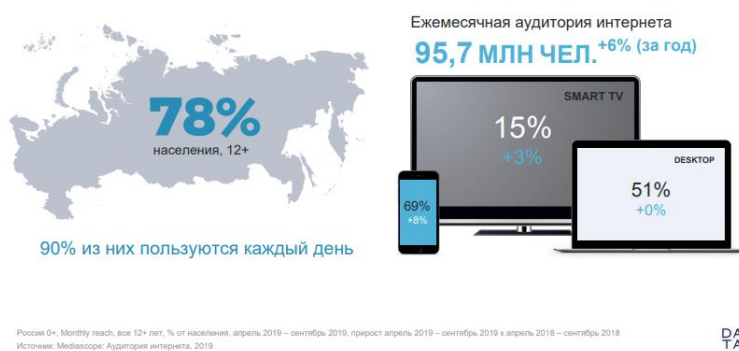 78%
населения, 12+
90% из них пользуются каждый день
Ежемесячная аудитория интернета
95,7 МЛН ЧЕЛ. +6% (за год)
SMART TV
15%
+3%
DESKTOP
51%
+0%
69%
+8%
Россия 0+, Monthly reach, все 12+ лет, % от населения, апрель 2019 – сентябрь 2019, прирост апрель 2019 – сентябрь 2019 к апрель 2018 – сентябрь 2018
Источник: Mediascope: Аудитория интернета, 2019
DA
TA